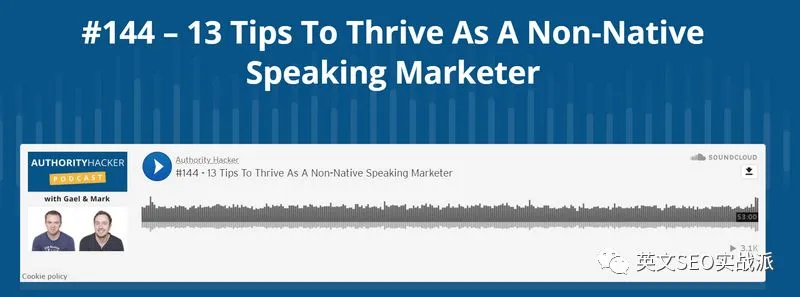 #144 – 13 Tips To Thrive As A Non-Native
Speaking Marketer
AUTHORITYHACKER
PODCAST
with Gael & Mark
Authority Hacker
#144 - 13 Tips To Thrive As A Non-Native Speaking Marketer
SOUNDCLOUD
53:00
3.1K
Cookie policy
英文SEO实战派